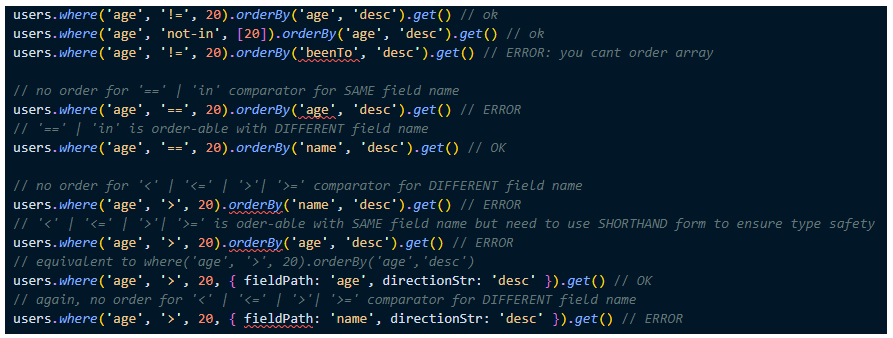 users.where('age', '!=', 20).orderBy('age', 'desc').get() // ok
users.where('age', 'not-in', [20]).orderBy('age', 'desc').get() // ok
users.where('age', '!=', 20).orderBy('beenTo', 'desc').get() // ERROR: you cant order array
// no order for '==' | 'in' comparator for SAME field name
users.where('age', '==', 20).orderBy('age', 'desc').get() // ERROR
// '==' | 'in' is order-able with DIFFERENT field name
users.where('age', '==', 20).orderBy('name', 'desc').get() // OK
// no order for '<' | '<=' | '>'| '>=' comparator for DIFFERENT field name
users.where('age', '>', 20).orderBy('name', 'desc').get() // ERROR
// '<' | '<=' | '>'| '>=' is oder-able with SAME field name but need to use SHORTHAND form to ensure type safety
users.where('age', '>', 20).orderBy('age', 'desc').get() // ERROR
// equivalent to where('age', '>', 20).orderBy('age','desc')
users.where('age', '>', 20, { fieldPath: 'age', directionStr: 'desc' }).get() // OK
// again, no order for '<' | '<=' | '>'| '>=' comparator for DIFFERENT field name
users.where('age', '>', 20, { fieldPath: 'name', directionStr: 'desc' }).get() // ERROR